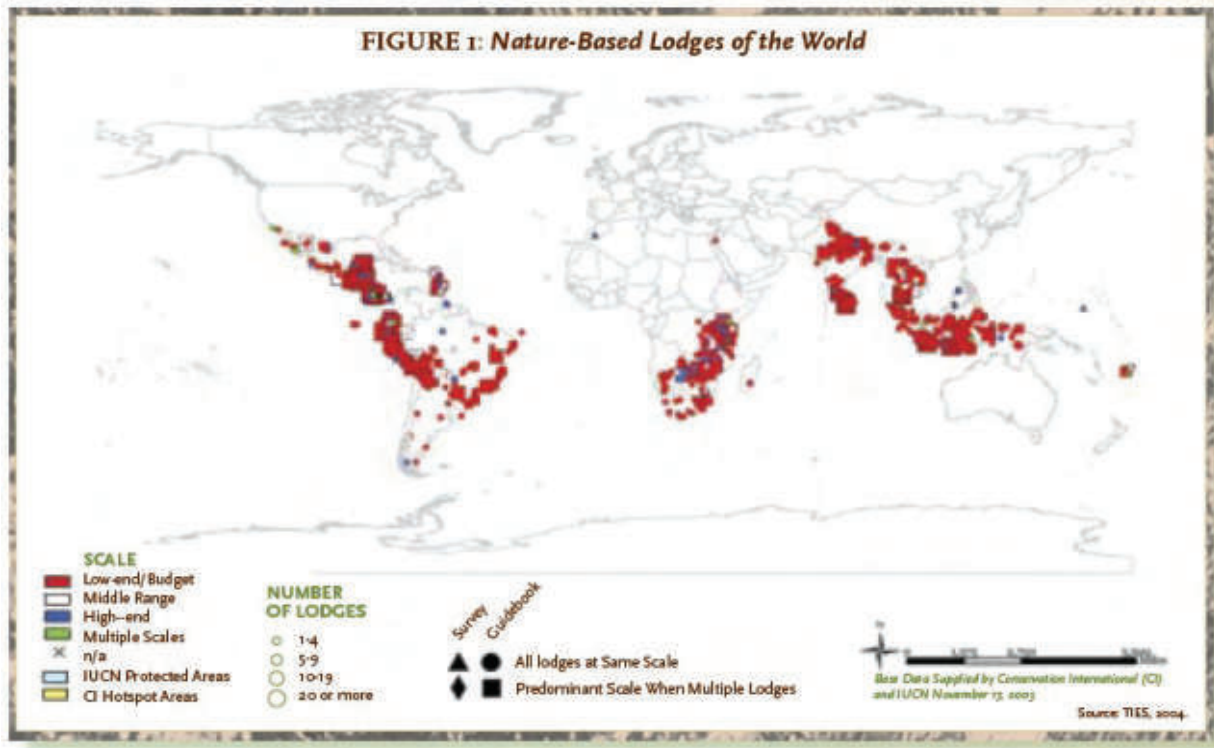 FIGURE 1: Nature-Based Lodges of the World
SCALE
Low-end/Budget
Middle Range
High--end
Multiple Scales
n/a
IUCN Protected Areas
CI Hotspot Areas
NUMBER
OF LODGES
1-4
5-9
10-19
20 or more
Survey
Guidebook
All lodges at Same Scale
Predominant Scale When Multiple Lodges
Base Data Supplied by Conservation International (CI)
and IUCN November 17, 2003
Source: TIES, 2004.